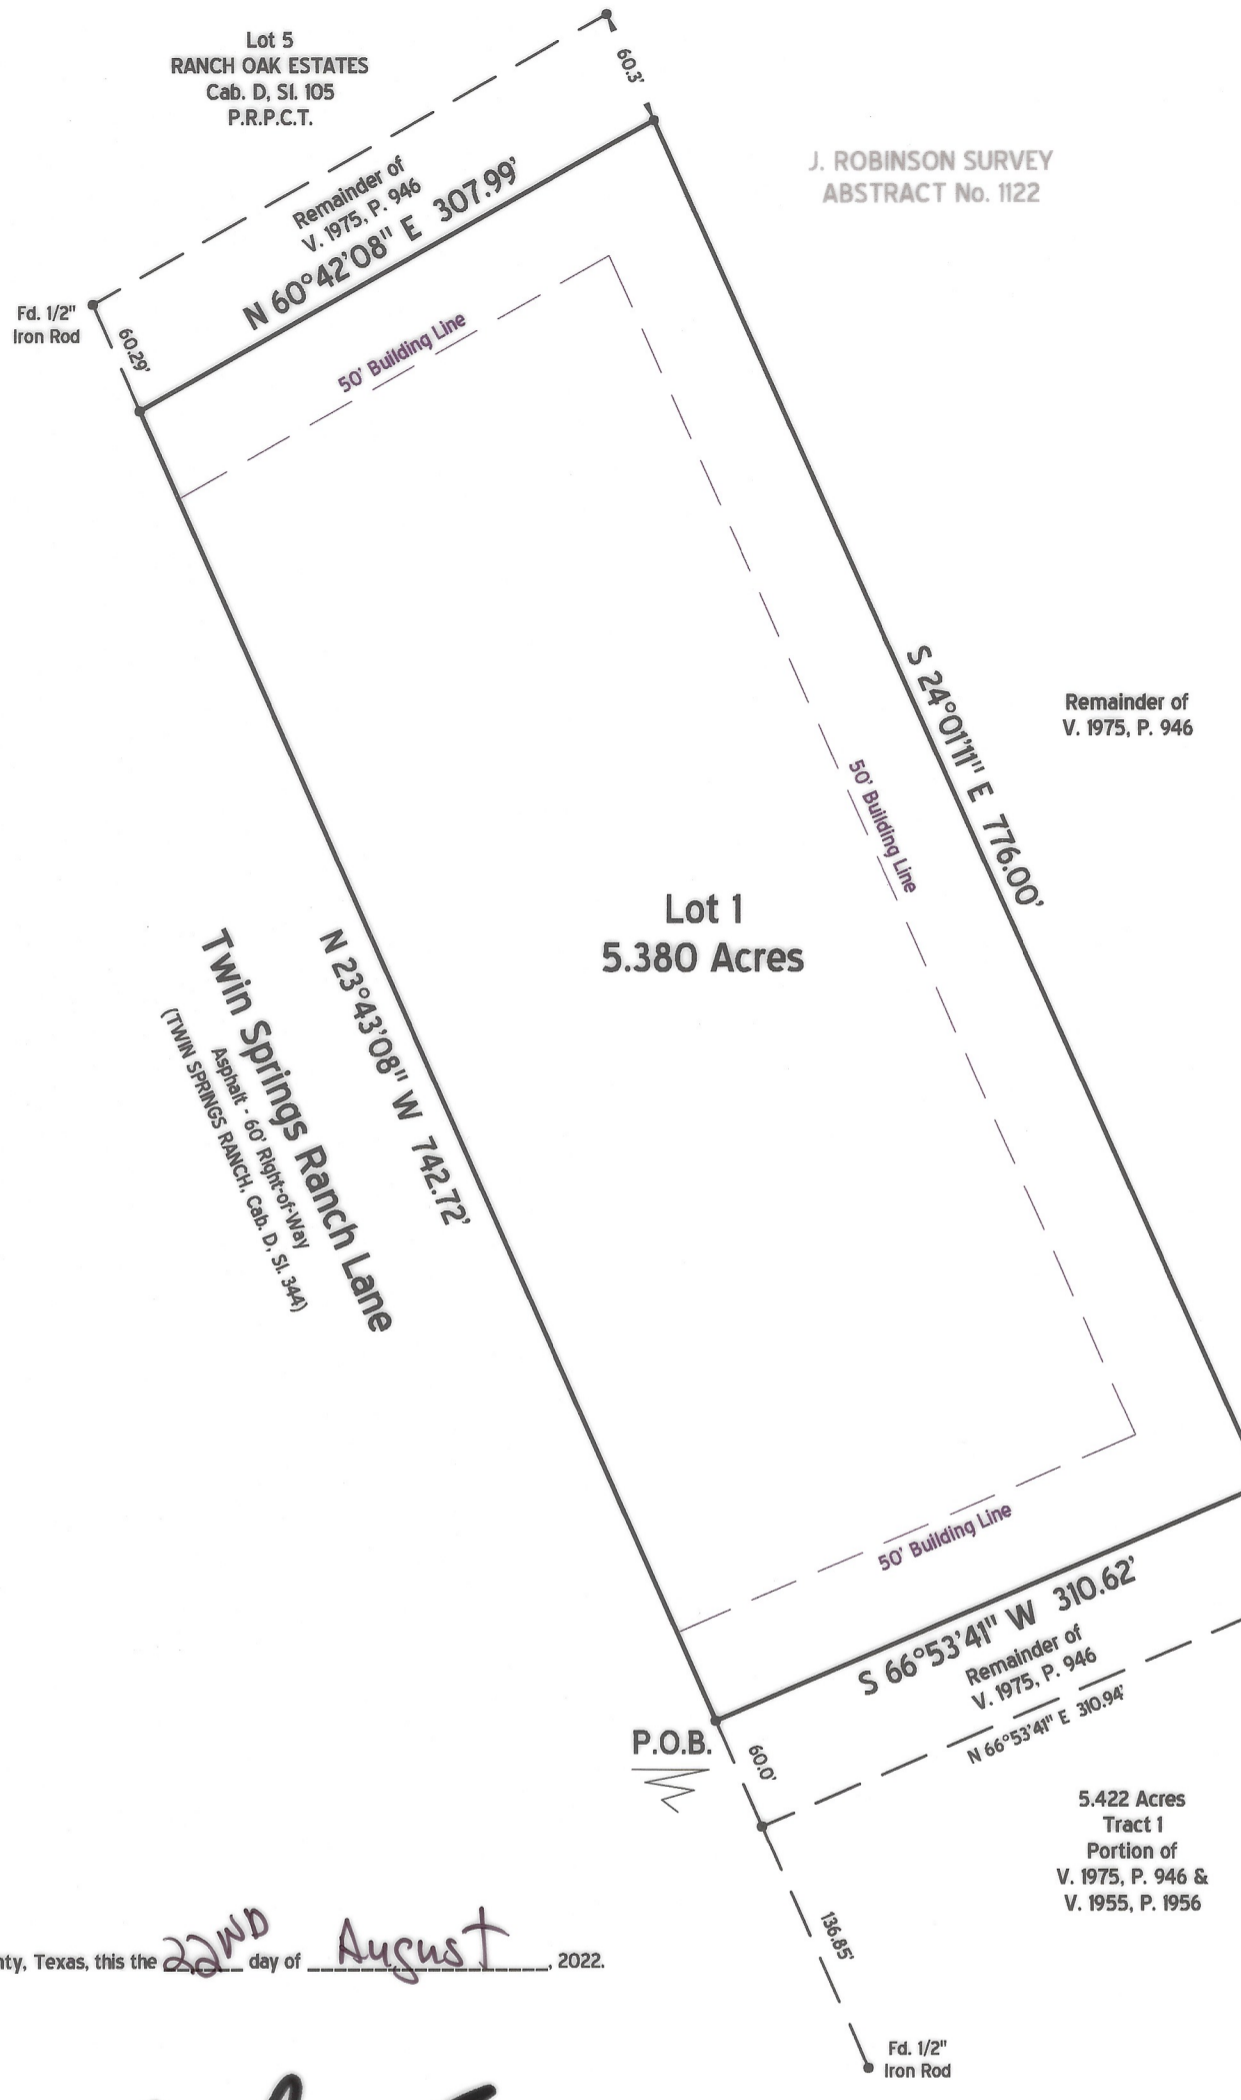 Lot 5
RANCH OAK ESTATES
Cab. D, Sl. 105
P.R.P.C.T.
60.3'
J. ROBINSON SURVEY
ABSTRACT No. 1122
Remainder of
V. 1975, P. 946
N 60°42'08" E 307.99'
Fd. 1/2"
Iron Rod
60.29'
50' Building Line
S 24°01'11" E 776.00'
Remainder of
V. 1975, P. 946
50' Building Line
Lot 1
5.380 Acres
N 23°43'08" W 742.72'
Twin Springs Ranch Lane
Asphalt - 60' Right-of-Way
(TWIN SPRINGS RANCH, Cab. D, Sl. 344)
50' Building Line
S 66°53'41" W 310.62'
Remainder of
V. 1975, P. 946
N 66°53'41" E 310.94'
P.O.B.
60.0'
5.422 Acres
Tract 1
Portion of
V. 1975, P. 946 &
V. 1955, P. 1956
136.85'
nty, Texas, this the 22ND day of August, 2022.
Fd. 1/2"
Iron Rod